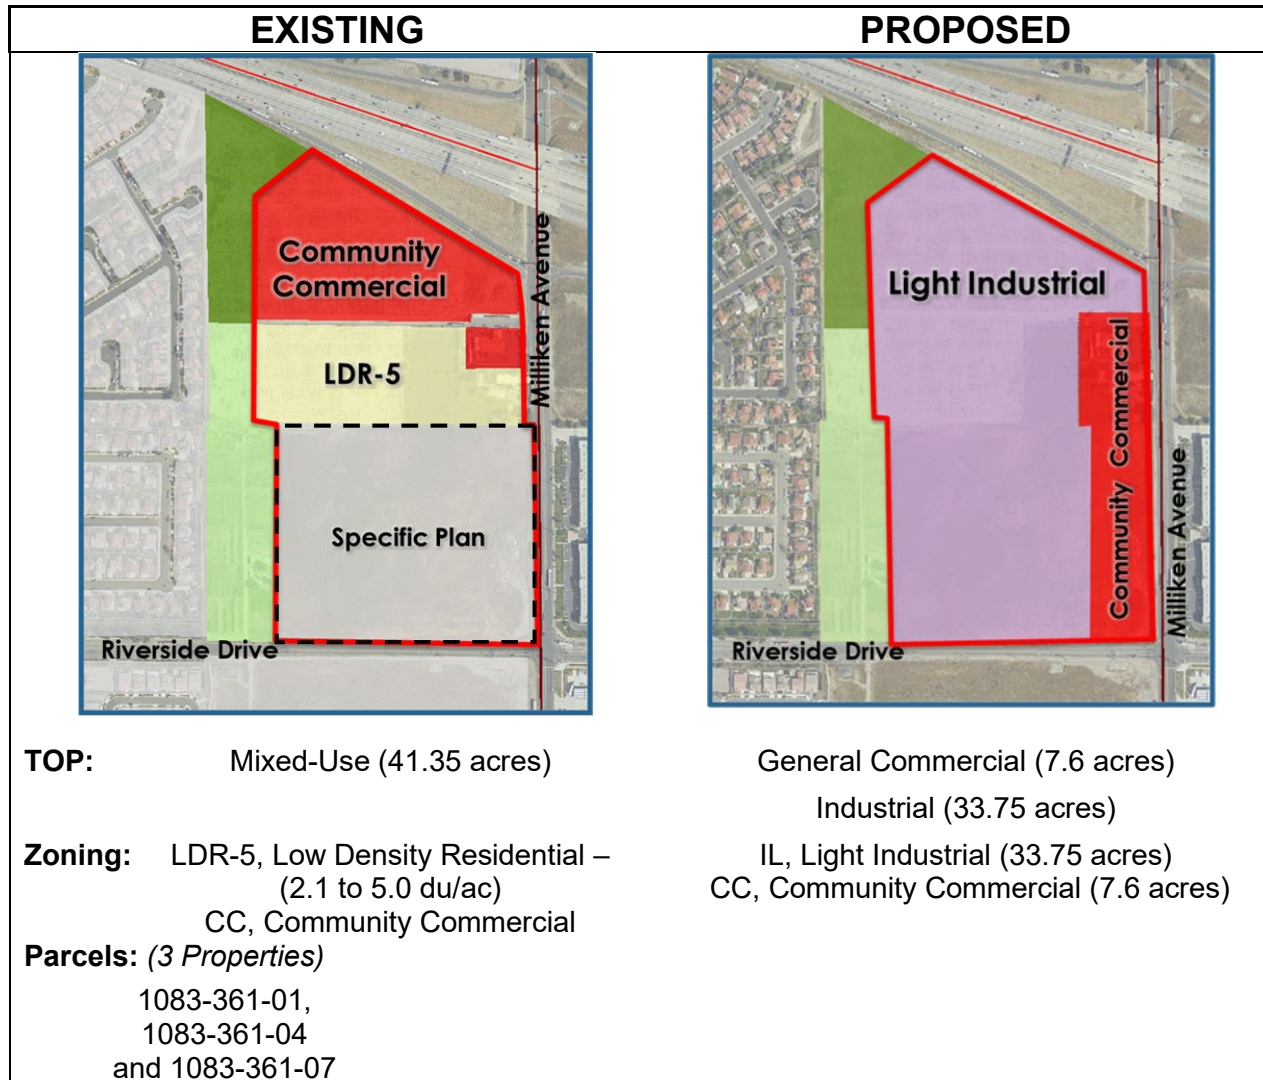 EXISTING
PROPOSED
Community
Commercial
LDR-5
Specific Plan
Milliken Avenue
Riverside Drive
Light Industrial
Community Commercial
Milliken Avenue
Riverside Drive
TOP: Mixed-Use (41.35 acres)
General Commercial (7.6 acres)
Industrial (33.75 acres)
Zoning: LDR-5, Low Density Residential –
(2.1 to 5.0 du/ac)
CC, Community Commercial
IL, Light Industrial (33.75 acres)
CC, Community Commercial (7.6 acres)
Parcels: (3 Properties)
1083-361-01,
1083-361-04
and 1083-361-07